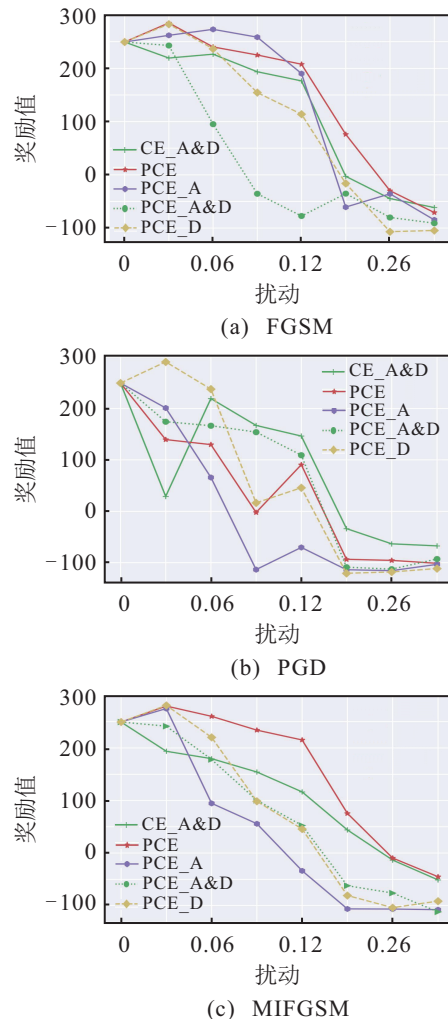 300
200
100
0
−100
奖励值
CE_A&D
PCE
PCE_A
PCE_A&D
PCE_D
0 0.06 0.12 0.26
扰动
(a) FGSM
300
200
100
0
−100
奖励值
CE_A&D
PCE
PCE_A
PCE_A&D
PCE_D
0 0.06 0.12 0.26
扰动
(b) PGD
300
200
100
0
−100
奖励值
CE_A&D
PCE
PCE_A
PCE_A&D
PCE_D
0 0.06 0.12 0.26
扰动
(c) MIFGSM